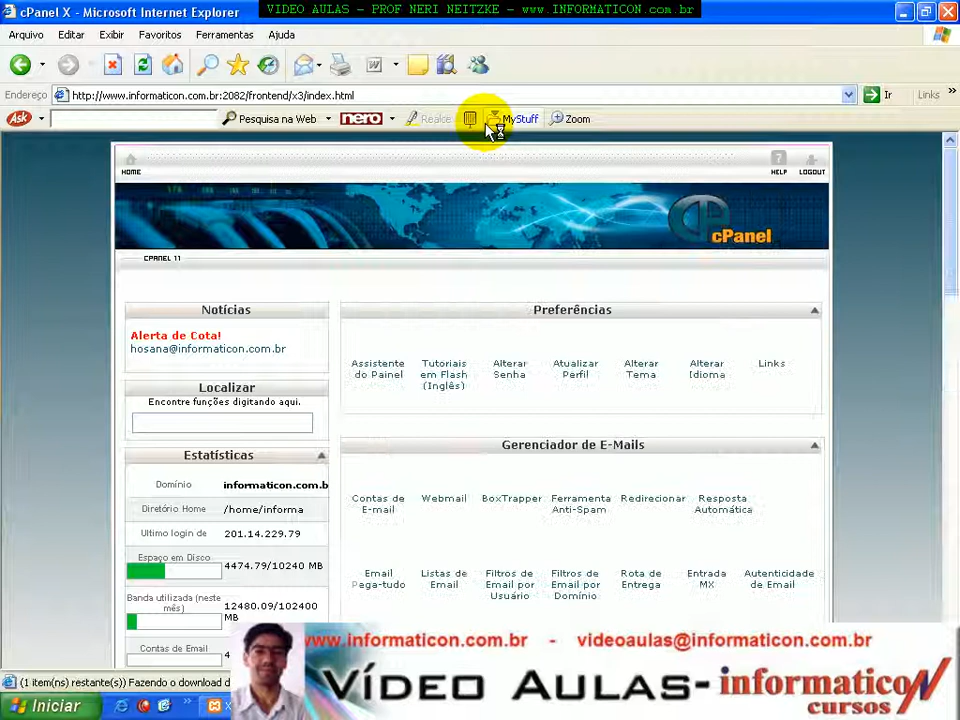 cPanel X - Microsoft Internet Explorer
VIDEO AULAS - PROF NERI NEITZKE - www.INFORMATICON.com.br
Arquivo Editar Exibir Favoritos Ferramentas Ajuda
Endereço http://www.informaticon.com.br:2082/frontend/x3/index.html Ir Links »
Ask Pesquisa na Web nero Realce MyStuff Zoom
HOME HELP LOGOUT
cPanel
CPANEL 11
Notícias
Alerta de Cota!
hosana@informaticon.com.br
Localizar
Encontre funções digitando aqui.
Estatísticas
Domínio informaticon.com.b
Diretório Home /home/informa
Ultimo login de 201.14.229.79
Espaço em Disco 4474.79/10240 MB
Banda utilizada (neste mês) 12480.09/102400 MB
Contas de Email 4
Preferências
Assistente do Painel
Tutoriais em Flash (Inglês)
Alterar Senha
Atualizar Perfil
Alterar Tema
Alterar Idioma
Links
Gerenciador de E-Mails
Contas de E-mail
Webmail
BoxTrapper
Ferramenta Anti-Spam
Redirecionar
Resposta Automática
Email Pega-tudo
Listas de Email
Filtros de Email por Usuário
Filtros de Email por Domínio
Rota de Entrega
Entrada MX
Autenticidade de Email
www.informaticon.com.br - videoaulas@informaticon.com.br
VÍDEO AULAS- informaticon
cursos
(1 item(ns) restante(s)) Fazendo o download d
Iniciar »